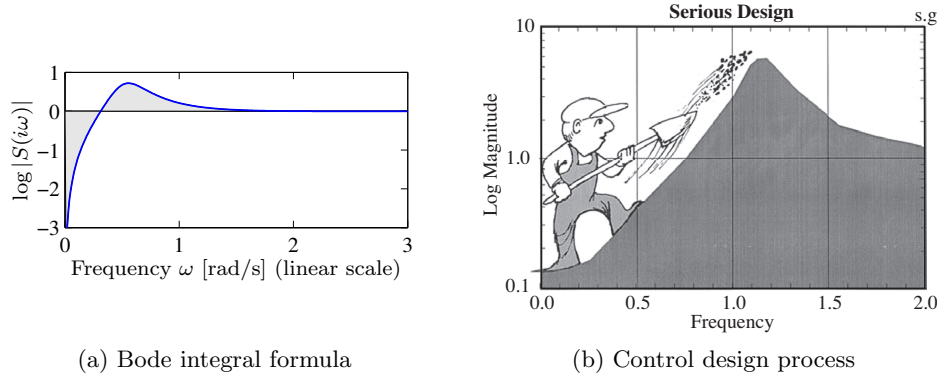 1
0
−1
−2
−3
0
1
2
3
log |S(iω)|
Frequency ω [rad/s] (linear scale)
(a) Bode integral formula
Serious Design
s.g
10
1.0
0.1
Log Magnitude
0.0
0.5
1.0
1.5
2.0
Frequency
(b) Control design process